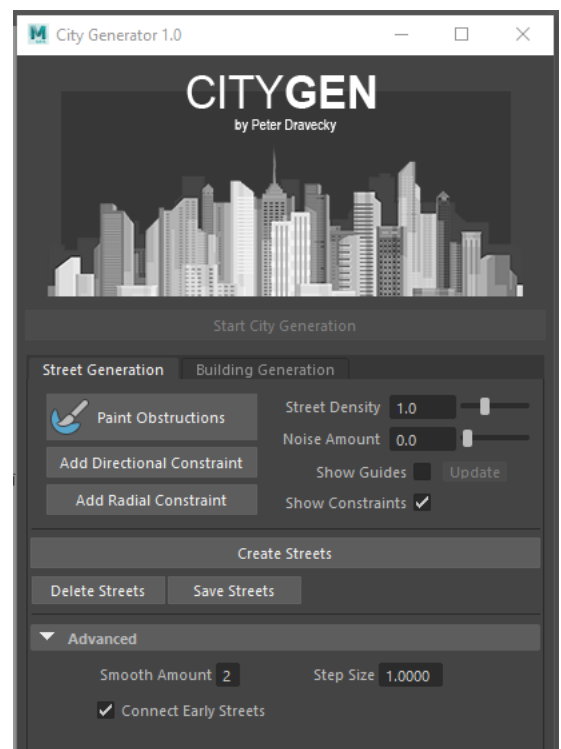 City Generator 1.0
CITYGEN
by Peter Dravecky
Start City Generation
Street Generation Building Generation
Paint Obstructions
Street Density 1.0
Noise Amount 0.0
Add Directional Constraint
Show Guides Update
Add Radial Constraint
Show Constraints
Create Streets
Delete Streets Save Streets
Advanced
Smooth Amount 2 Step Size 1.0000
Connect Early Streets